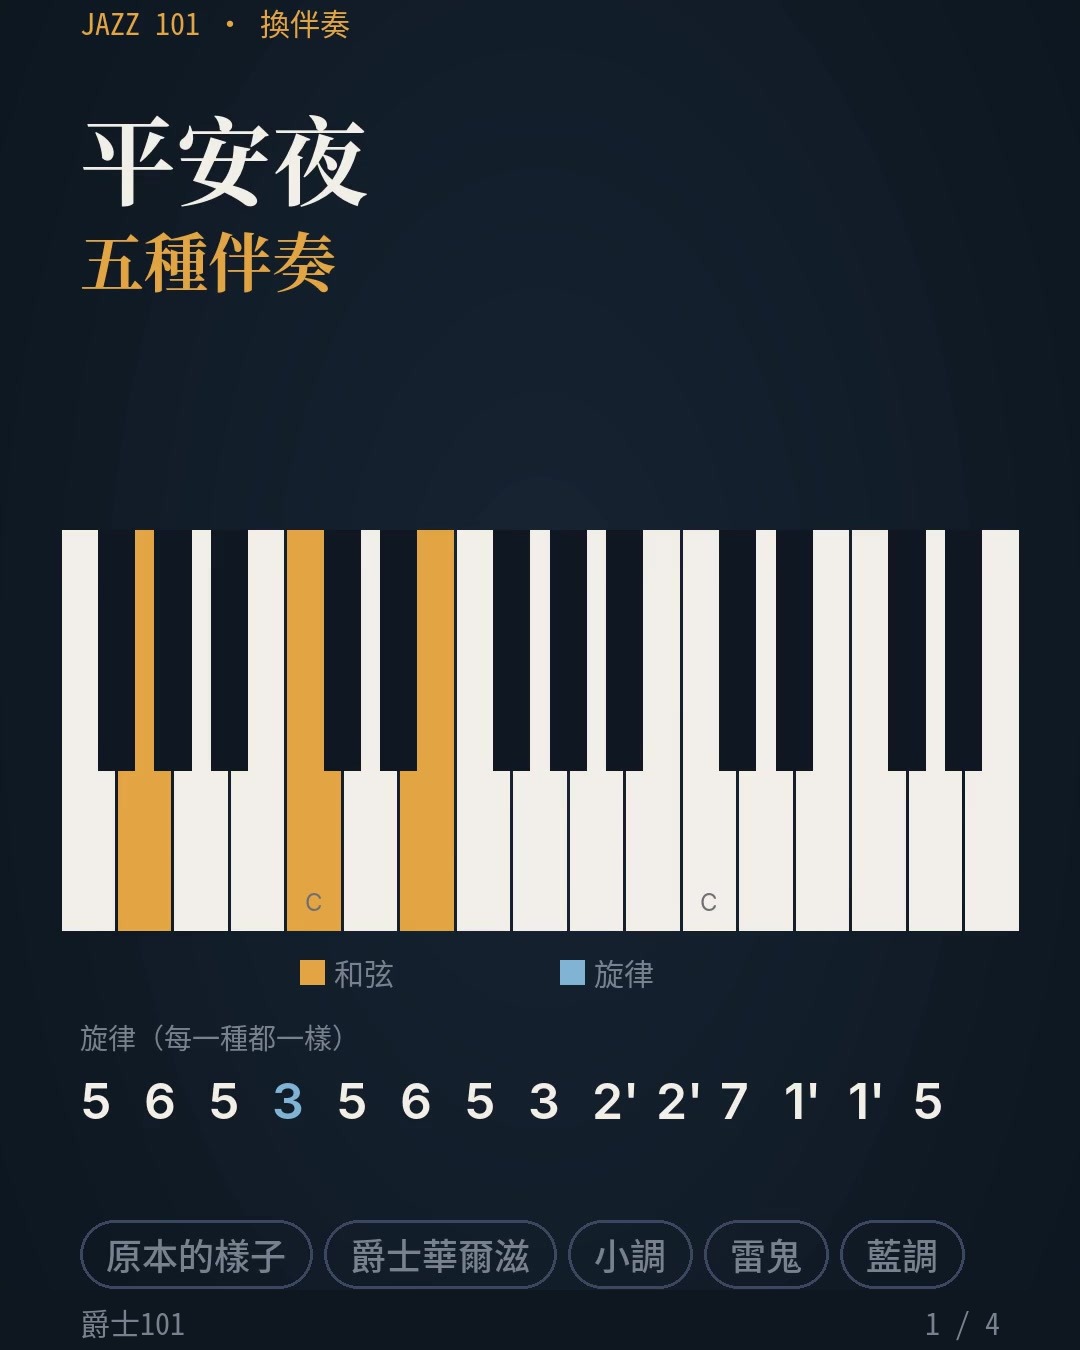 JAZZ 101 · 換伴奏
平安夜
五種伴奏
C C
和弦 旋律
旋律（每一種都一樣）
5 6 5 3 5 6 5 3 2' 2' 7 1' 1' 5
原本的樣子 爵士華爾滋 小調 雷鬼 藍調
爵士101 1 / 4